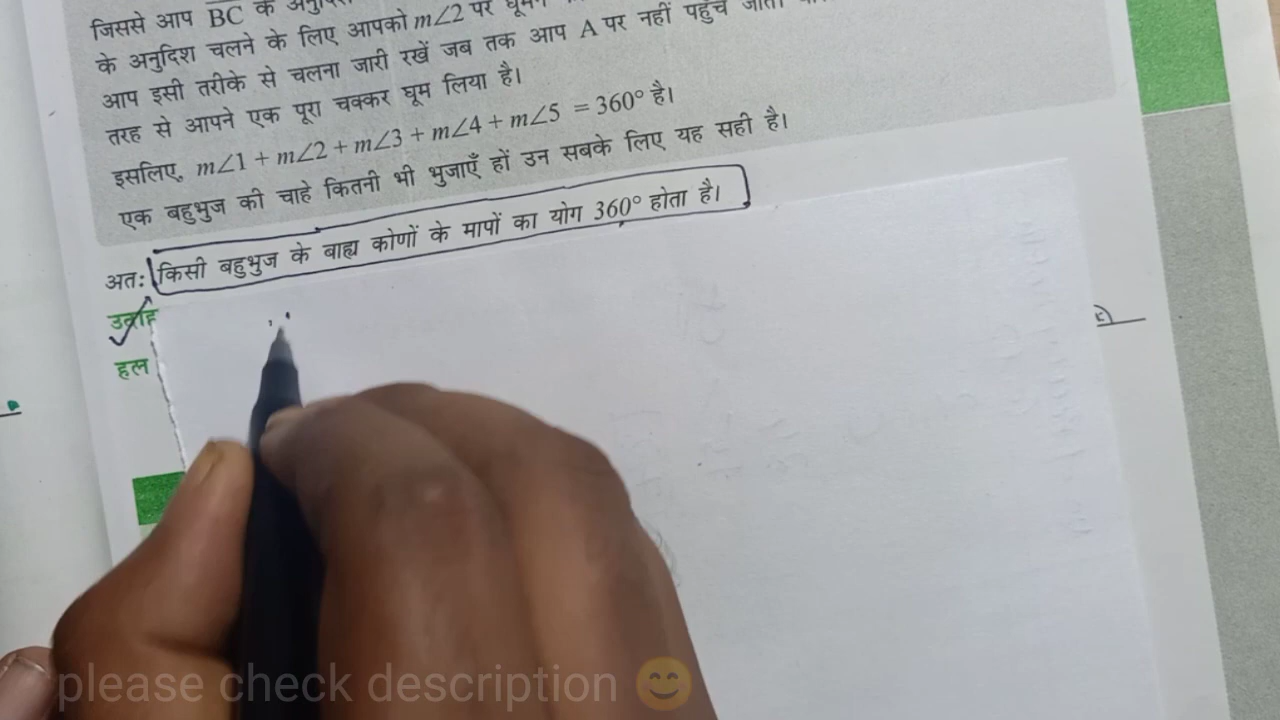 जिससे आप BC के
के अनुदिश चलने के लिए आपको m∠2 पर
आप इसी तरीके से चलना जारी रखें जब तक आप A पर नहीं पहुँच
तरह से आपने एक पूरा चक्कर घूम लिया है।
इसलिए, m∠1 + m∠2 + m∠3 + m∠4 + m∠5 = 360° है।
एक बहुभुज की चाहे कितनी भी भुजाएँ हों उन सबके लिए यह सही है।
अतः किसी बहुभुज के बाह्य कोणों के मापों का योग 360° होता है।
हल
please check description 😊